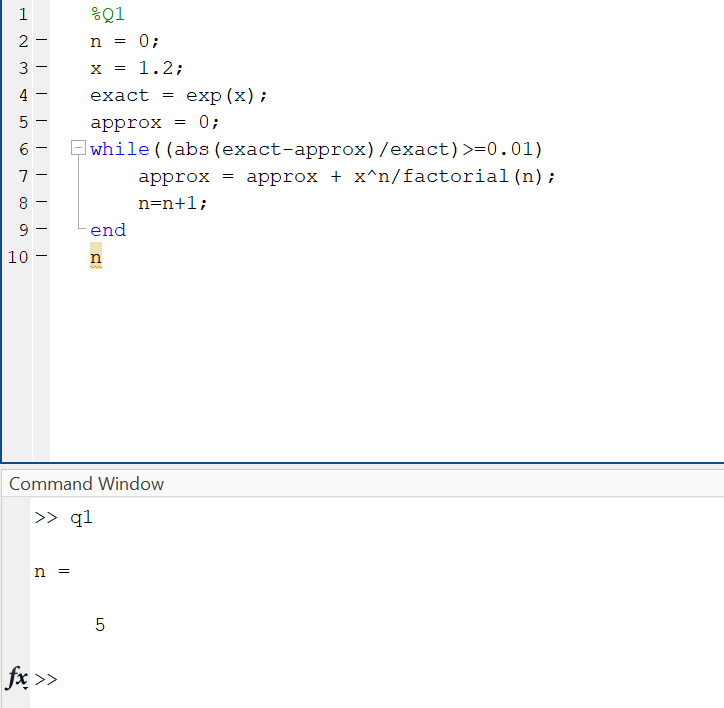 1 %Q1
2 – n = 0;
3 – x = 1.2;
4 – exact = exp(x);
5 – approx = 0;
6 – while((abs(exact-approx)/exact)>=0.01)
7 – approx = approx + x^n/factorial(n);
8 – n=n+1;
9 – end
10 – n
Command Window
>> q1
n =
5
fx >>